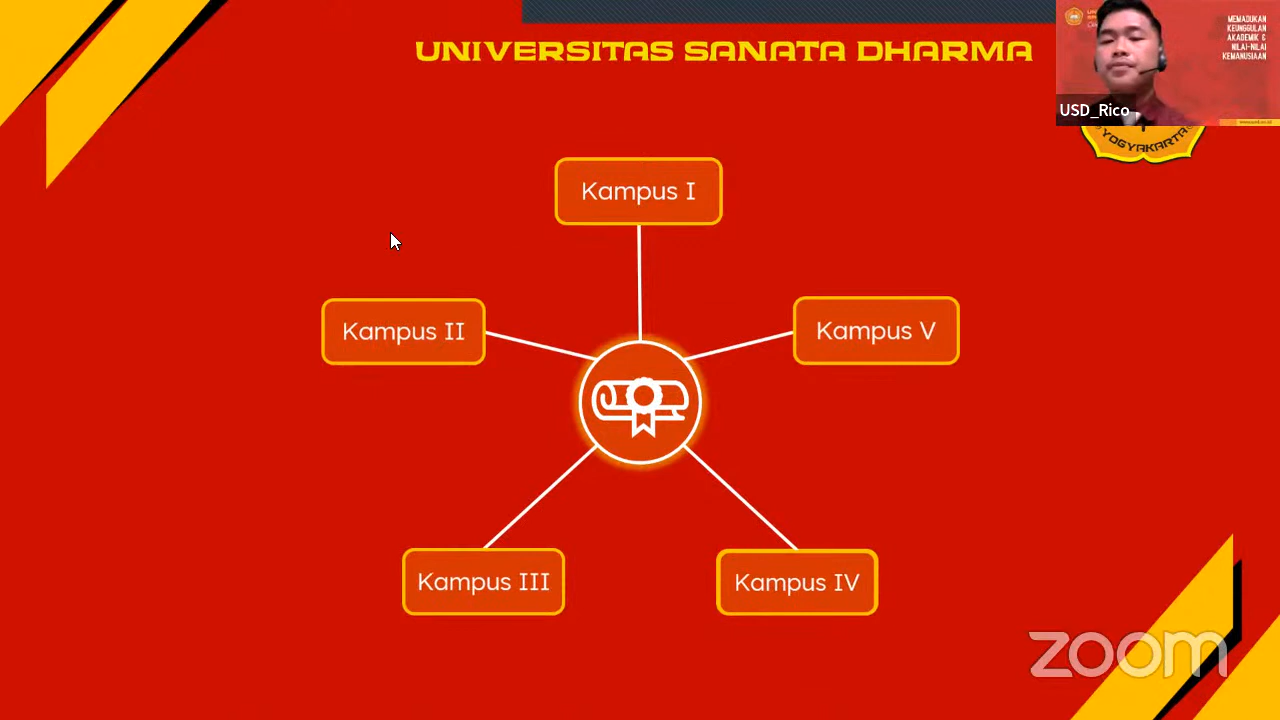 UNIVERSITAS SANATA DHARMA
MEMADUKAN
KEUNGGULAN
AKADEMIK &
NILAI-NILAI
KEMANUSIAAN
USD_Rico
YOGYAKARTA
Kampus I
Kampus II
Kampus V
Kampus III
Kampus IV
zoom